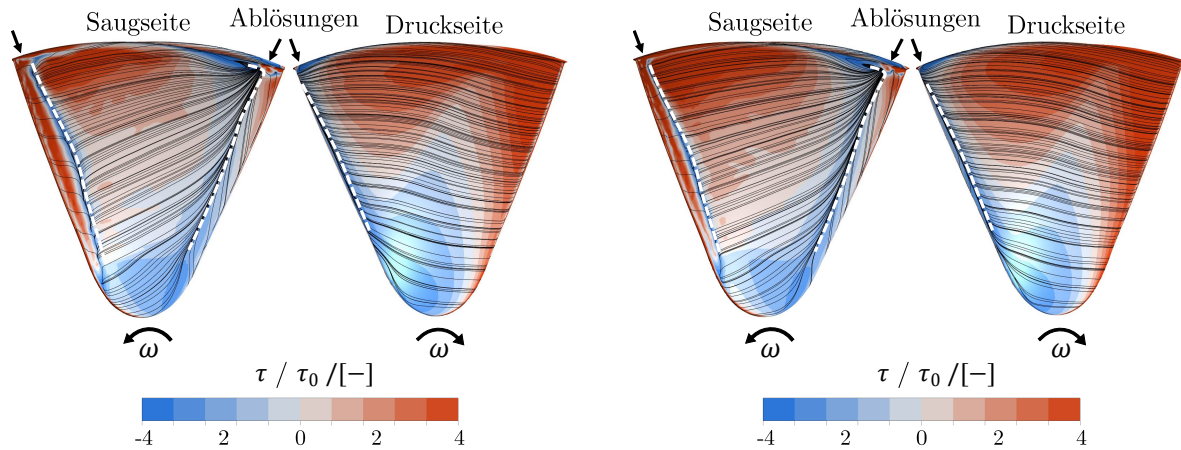 Saugseite Ablösungen Druckseite
ω ω
τ / τ₀ /[−]
-4 2 0 2 4
Saugseite Ablösungen Druckseite
ω ω
τ / τ₀ /[−]
-4 2 0 2 4